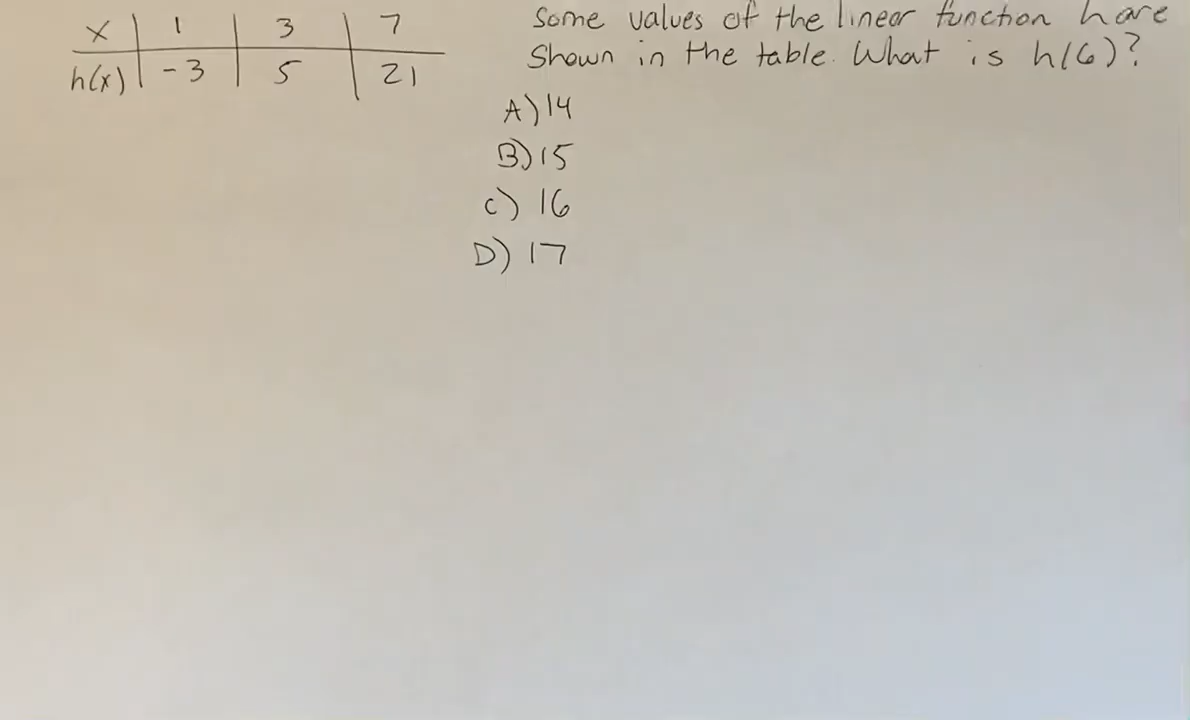 x | 1 | 3 | 7
h(x) | -3 | 5 | 21
Some values of the linear function h are
shown in the table. What is h(6)?
A) 14
B) 15
C) 16
D) 17